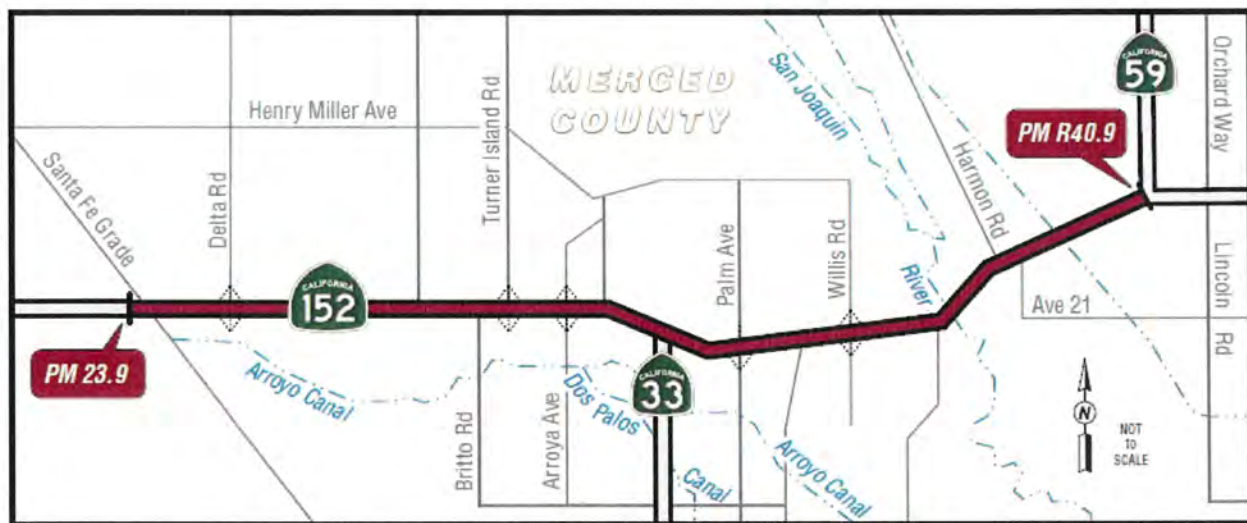 MERCED
COUNTY
CALIFORNIA
59
Orchard Way
San Joaquin
River
Henry Miller Ave
Turner Island Rd
PM R40.9
Harmon Rd
Santa Fe Grade
Delta Rd
Palm Ave
Willis Rd
CALIFORNIA
152
Lincoln Rd
Ave 21
PM 23.9
Arroyo Canal
CALIFORNIA
33
Dos Palos
Canal
Arroyo Canal
Britto Rd
Arroya Ave
N
NOT
TO
SCALE